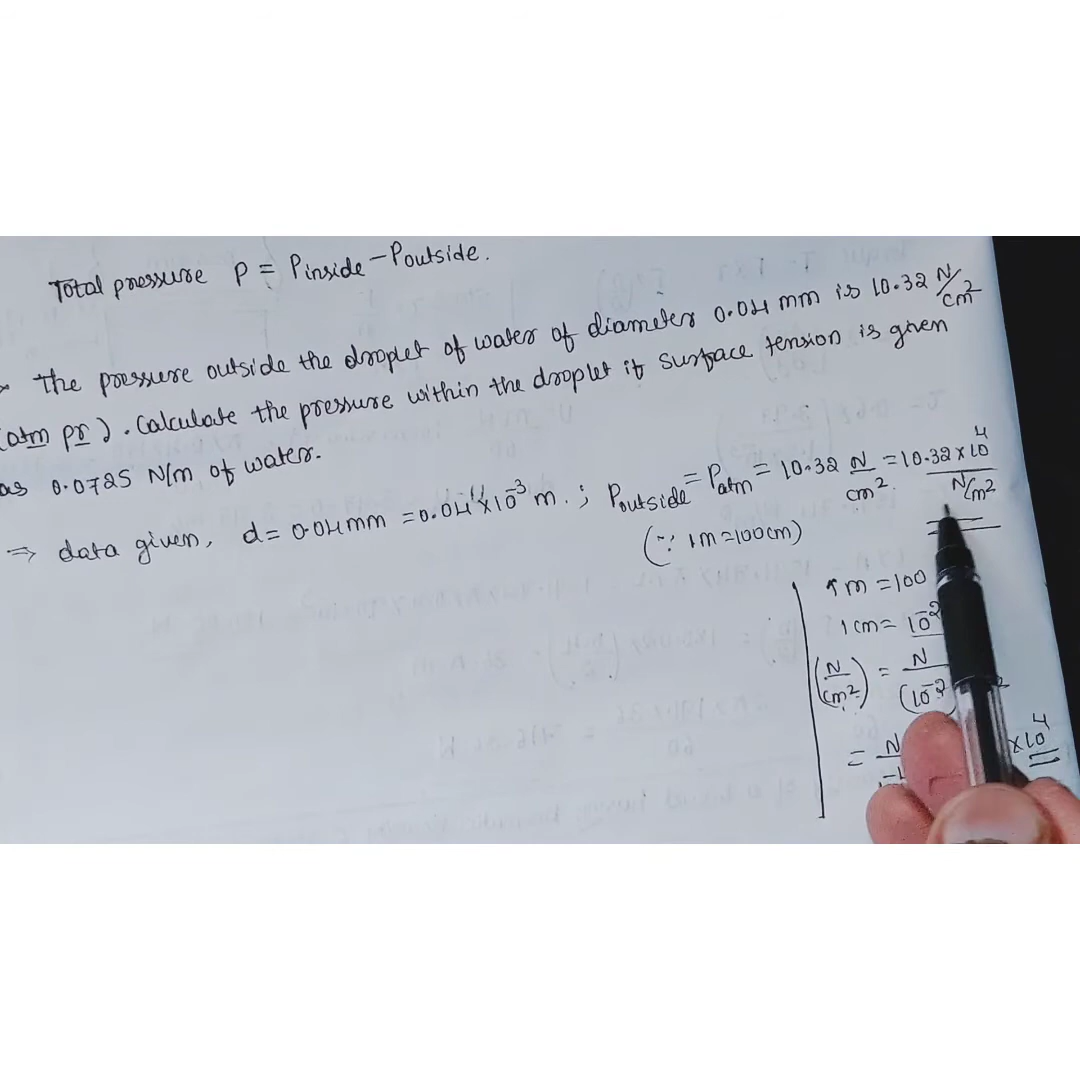 Total pressure P = Pinside - Poutside.
The pressure outside the droplet of water of diameter 0.04 mm is 10.32 N/cm²
(atm pr). Calculate the pressure within the droplet if surface tension is given
as 0.0725 N/m of water.
⇒ data given, d = 0.04mm = 0.04 × 10⁻³ m. ; Poutside = Patm = 10.32 N/cm². = 10.32 × 10⁴ N/m²
(∵ 1m = 100cm)
1m = 100
1cm = 10⁻²
(N/cm²) = N/(10⁻²
= N × 10⁴